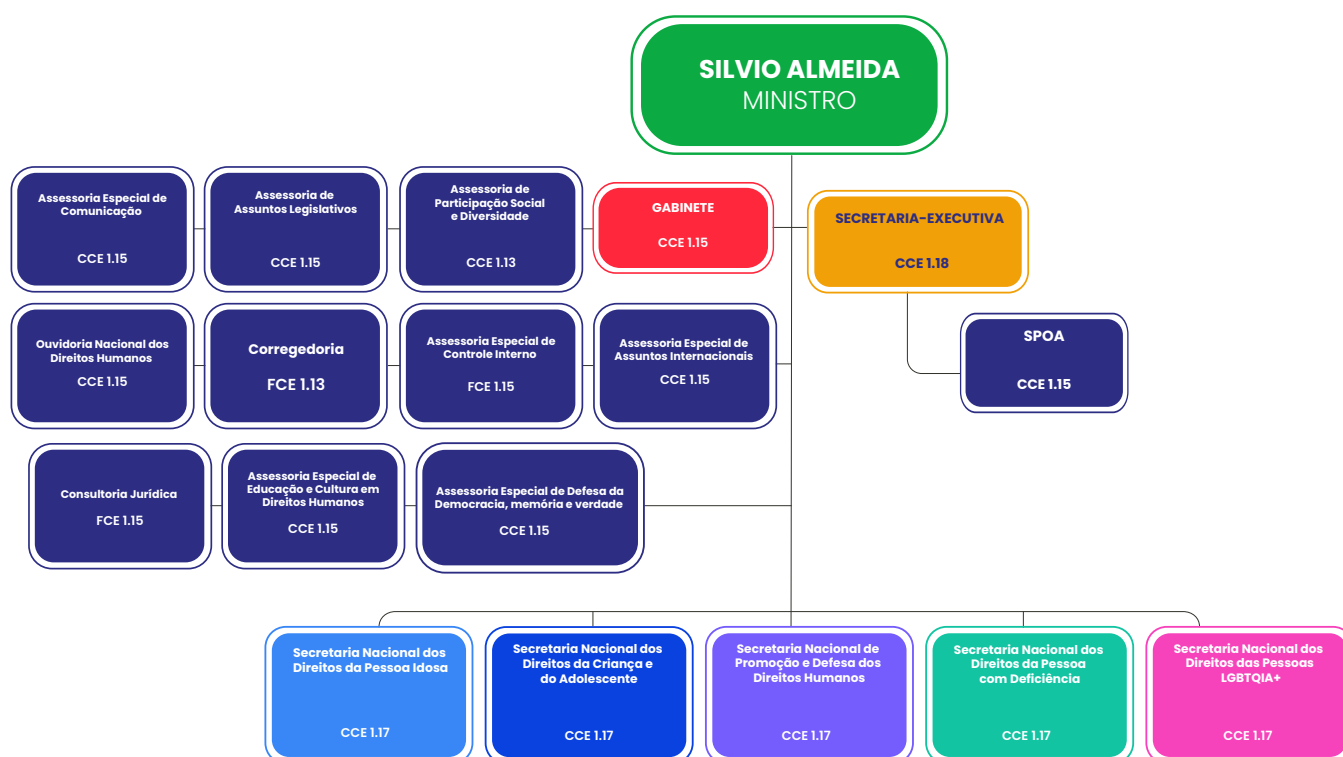 SILVIO ALMEIDA
MINISTRO
Assessoria Especial de
Comunicação
CCE 1.15
Assessoria de
Assuntos Legislativos
CCE 1.15
Assessoria de
Participação Social
e Diversidade
CCE 1.13
GABINETE
CCE 1.15
SECRETARIA-EXECUTIVA
CCE 1.18
SPOA
CCE 1.15
Ouvidoria Nacional dos
Direitos Humanos
CCE 1.15
Corregedoria
FCE 1.13
Assessoria Especial de
Controle Interno
FCE 1.15
Assessoria Especial de
Assuntos Internacionais
CCE 1.15
Consultoria Jurídica
FCE 1.15
Assessoria Especial de
Educação e Cultura em
Direitos Humanos
CCE 1.15
Assessoria Especial de Defesa da
Democracia, memória e verdade
CCE 1.15
Secretaria Nacional dos
Direitos da Pessoa Idosa
CCE 1.17
Secretaria Nacional dos
Direitos da Criança e
do Adolescente
CCE 1.17
Secretaria Nacional de
Promoção e Defesa dos
Direitos Humanos
CCE 1.17
Secretaria Nacional dos
Direitos da Pessoa
com Deficiência
CCE 1.17
Secretaria Nacional dos
Direitos das Pessoas
LGBTQIA+
CCE 1.17